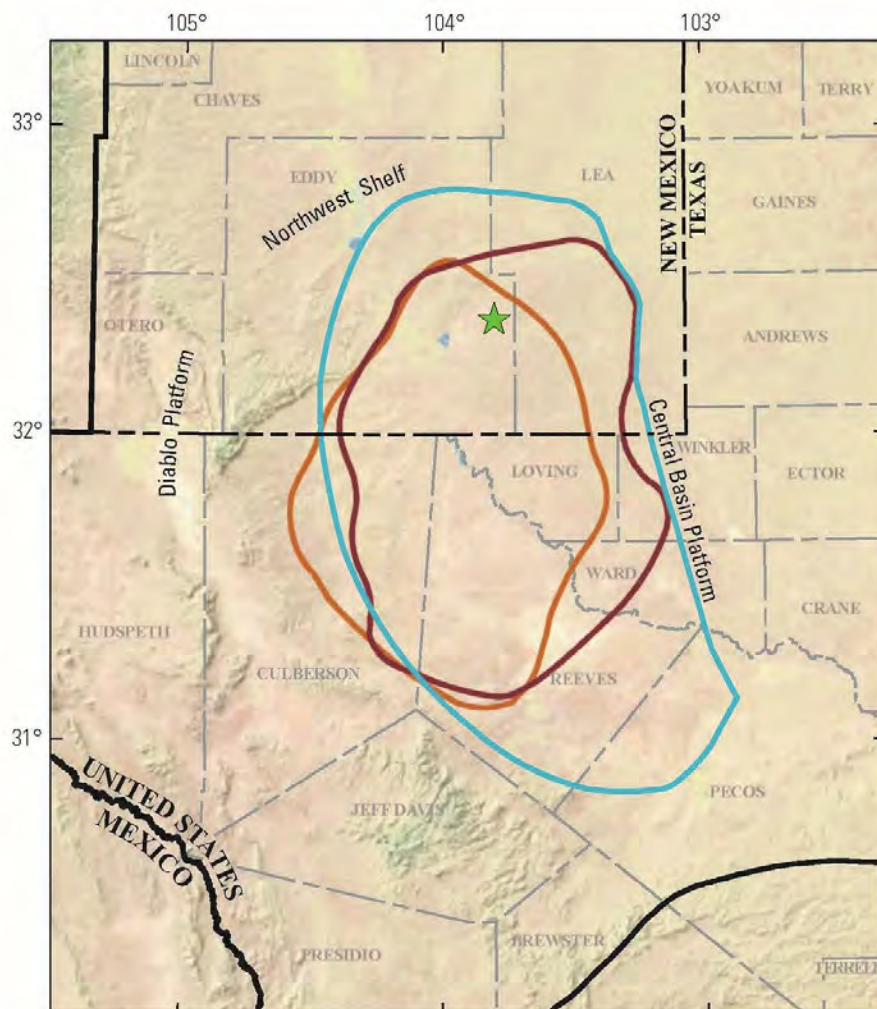 105°
104°
103°
LINCOLN
CHAVES
YOAKUM
TERRY
33°
EDDY
Northwest Shelf
LEA
NEW MEXICO
TEXAS
GAINES
OTERO
ANDREWS
Diablo Platform
32°
Central Basin Platform
LOVING
WINKLER
ECTOR
WARD
CRANE
HUDSPETH
CULBERSON
REEVES
31°
UNITED STATES
MEXICO
JEFF DAVIS
PECOS
BREWSTER
PRESIDIO
TERRELL